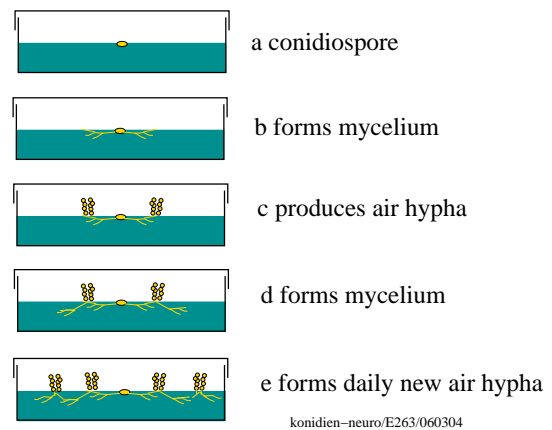 a conidiospore
b forms mycelium
c produces air hypha
d forms mycelium
e forms daily new air hypha
konidien−neuro/E263/060304